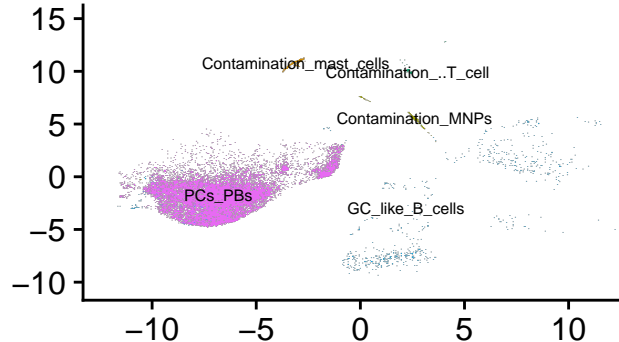 15
Contamination_mast_cells
10
Contamination_..T_cell
5
Contamination_MNPs
0
PCs_PBs
GC_like_B_cells
−5
−10
−10 −5 0 5 10